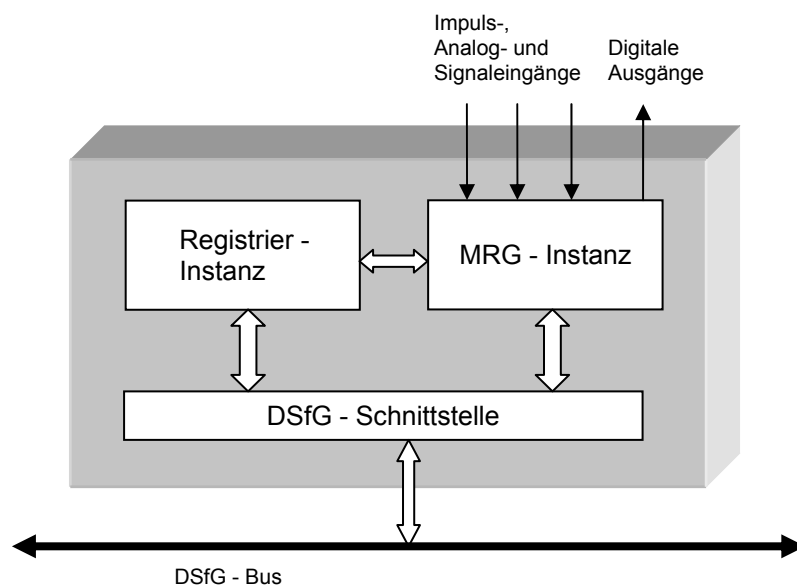 Impuls-,
Analog- und
Signaleingänge
Digitale
Ausgänge
Registrier -
Instanz
MRG - Instanz
DSfG - Schnittstelle
DSfG - Bus